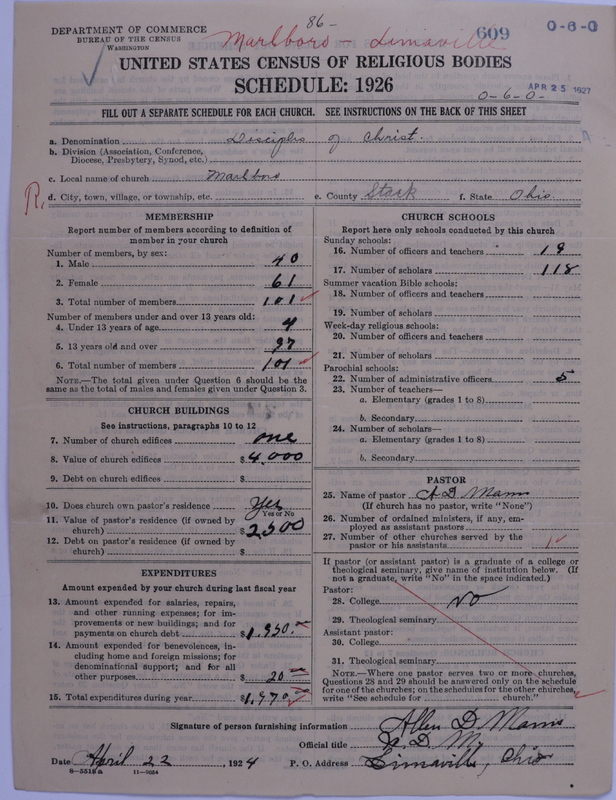 86-
DEPARTMENT OF COMMERCE
BUREAU OF THE CENSUS
WASHINGTON
Marlboro - Limaville
609
0-6-0
UNITED STATES CENSUS OF RELIGIOUS BODIES
SCHEDULE: 1926
0-6-0-
APR 25 1927
FILL OUT A SEPARATE SCHEDULE FOR EACH CHURCH. SEE INSTRUCTIONS ON THE BACK OF THIS SHEET
a. Denomination Disciples of Christ.
b. Division (Association, Conference,
Diocese, Presbytery, Synod, etc.)
c. Local name of church Marlboro
R.
d. City, town, village, or township, etc. e. County Stark f. State Ohio
MEMBERSHIP
Report number of members according to definition of
member in your church
Number of members, by sex:
1. Male 40
2. Female 61
3. Total number of members 101 ✓
Number of members under and over 13 years old:
4. Under 13 years of age 4
5. 13 years old and over 97
6. Total number of members 101 ✓
NOTE.—The total given under Question 6 should be the
same as the total of males and females given under Question 3.
CHURCH BUILDINGS
See instructions, paragraphs 10 to 12
7. Number of church edifices one
8. Value of church edifices $4,000
9. Debt on church edifices $
10. Does church own pastor's residence Yes
Yes or No
11. Value of pastor's residence (if owned by
church) $2,500
12. Debt on pastor's residence (if owned by
church) $
EXPENDITURES
Amount expended by your church during last fiscal year
13. Amount expended for salaries, repairs,
and other running expenses; for im-
provements or new buildings; and for
payments on church debt $1,950.
14. Amount expended for benevolences, in-
cluding home and foreign missions; for
denominational support; and for all
other purposes $20
15. Total expenditures during year $1,970 ✓
CHURCH SCHOOLS
Report here only schools conducted by this church
Sunday schools:
16. Number of officers and teachers 19
17. Number of scholars 118
Summer vacation Bible schools:
18. Number of officers and teachers
19. Number of scholars
Week-day religious schools:
20. Number of officers and teachers
21. Number of scholars
Parochial schools:
22. Number of administrative officers 5
23. Number of teachers—
a. Elementary (grades 1 to 8)
b. Secondary
24. Number of scholars—
a. Elementary (grades 1 to 8)
b. Secondary
PASTOR
25. Name of pastor A D Mann
(If church has no pastor, write "None")
26. Number of ordained ministers, if any, em-
ployed as assistant pastors
27. Number of other churches served by the
pastor or his assistants 1 ✓
If pastor (or assistant pastor) is a graduate of a college or
theological seminary, give name of institution below. (If
not a graduate, write "No" in the space indicated.)
Pastor:
28. College No
29. Theological seminary
Assistant pastor:
30. College
31. Theological seminary
NOTE.—Where one pastor serves two or more churches,
Questions 28 and 29 should be answered only on the schedule
for one of the churches; on the schedules for the other churches,
write "See schedule for church."
Signature of person furnishing information Allen D. Mann
Official title
Date April 22, 1924 P. O. Address Limaville, Ohio
8-5518a 11-9084